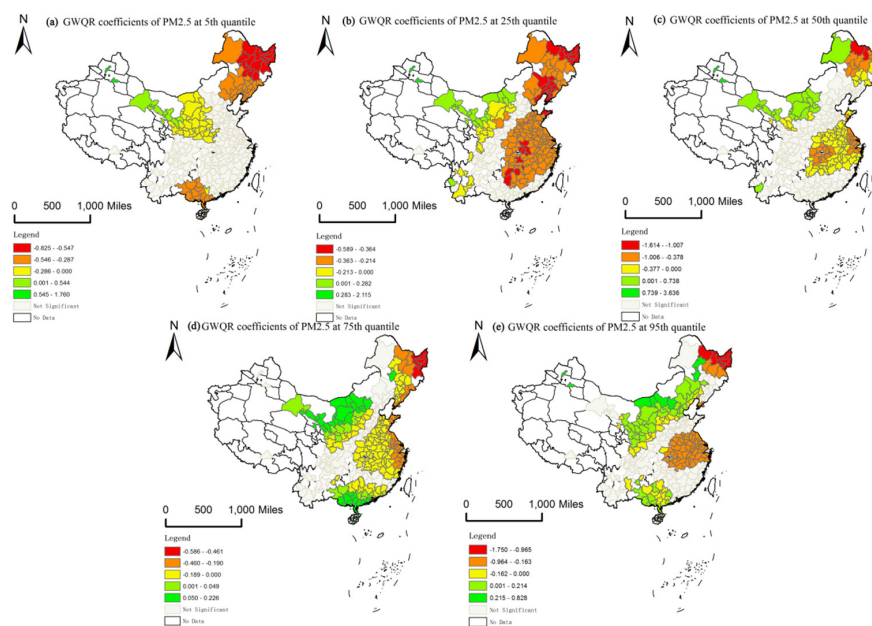 N
(a) GWQR coefficients of PM2.5 at 5th quantile
0 500 1,000 Miles
Legend
-0.825 - -0.547
-0.546 - -0.287
-0.286 - 0.000
0.001 - 0.544
0.545 - 1.760
Not Significant
No Data
N
(b) GWQR coefficients of PM2.5 at 25th quantile
0 500 1,000 Miles
Legend
-0.589 - -0.364
-0.363 - -0.214
-0.213 - 0.000
0.001 - 0.282
0.283 - 2.115
Not Significant
No Data
N
(c) GWQR coefficients of PM2.5 at 50th quantile
0 500 1,000 Miles
Legend
-1.614 - -1.007
-1.006 - -0.378
-0.377 - 0.000
0.001 - 0.738
0.739 - 3.636
Not Significant
No Data
N
(d) GWQR coefficients of PM2.5 at 75th quantile
0 500 1,000 Miles
Legend
-0.586 - -0.461
-0.460 - -0.190
-0.189 - 0.000
0.001 - 0.049
0.050 - 0.226
Not Significant
No Data
N
(e) GWQR coefficients of PM2.5 at 95th quantile
0 500 1,000 Miles
Legend
-1.750 - -0.965
-0.964 - -0.163
-0.162 - 0.000
0.001 - 0.214
0.215 - 0.828
Not Significant
No Data